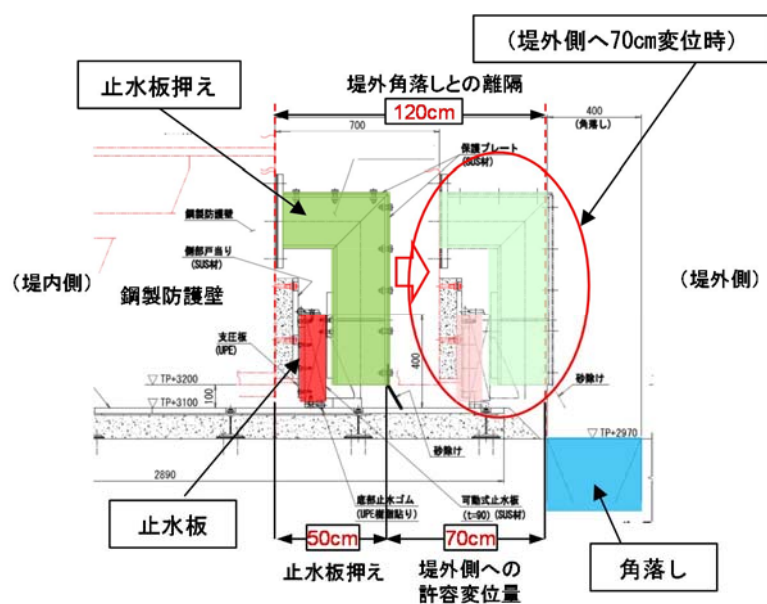 (堤外側へ70cm変位時)
止水板押え
堤外角落しとの離隔
120cm
400
(角落し)
700
保護プレート
(SUS材)
鋼製防護壁
側部戸当り
(SUS材)
(堤内側)
鋼製防護壁
(堤外側)
支圧板
(UPE)
400
砂除け
▽ TP+3200
100
▽ TP+3100
▽ TP+2970
砂除け
2890
止水板
底部止水ゴム
(UPE樹脂貼り)
可動式止水板
(t=90)(SUS材)
角落し
50cm
70cm
止水板押え
堤外側への
許容変位量